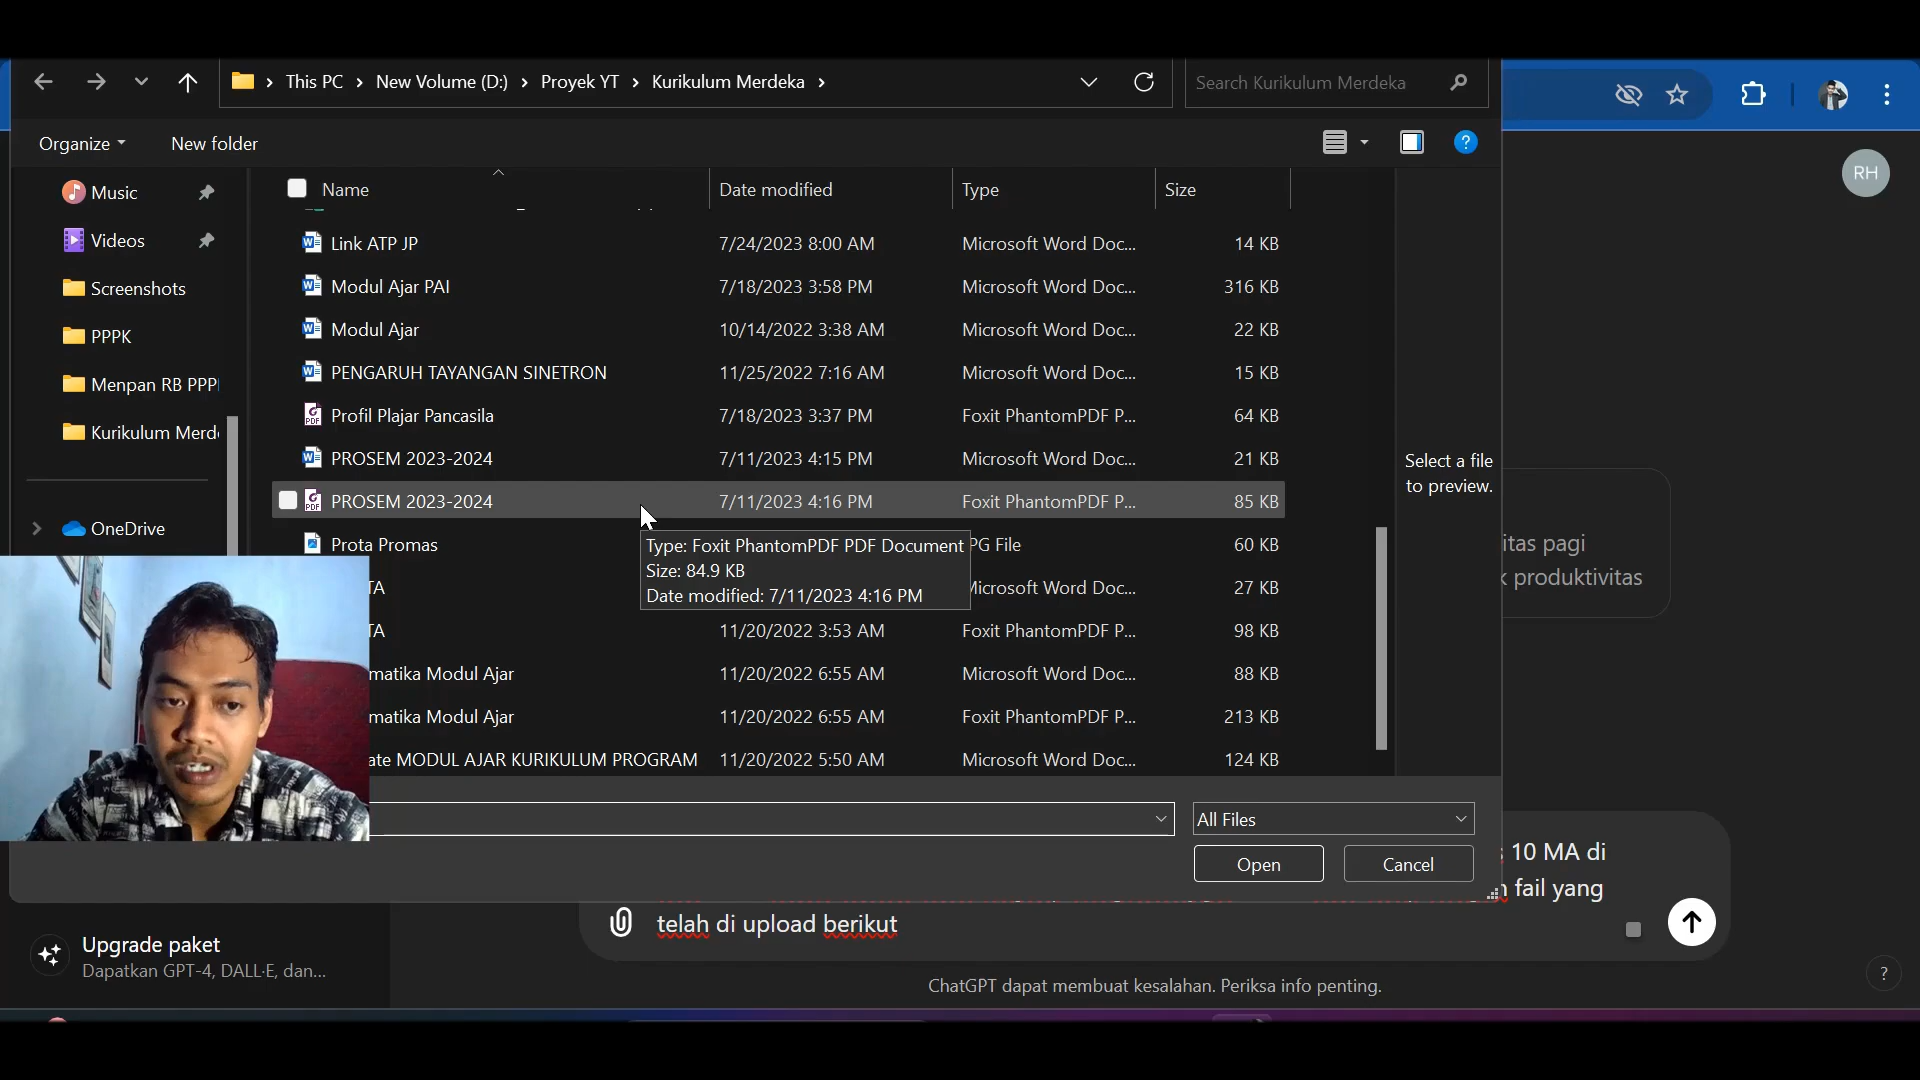 This PC
New Volume (D:)
Proyek YT
Kurikulum Merdeka
Search Kurikulum Merdeka
Organize
New folder
?
RH
Name
Date modified
Type
Size
Music
Videos
Screenshots
PPPK
Menpan RB PPP
Kurikulum Merd
OneDrive
Link ATP JP 7/24/2023 8:00 AM Microsoft Word Doc... 14 KB
Modul Ajar PAI 7/18/2023 3:58 PM Microsoft Word Doc... 316 KB
Modul Ajar 10/14/2022 3:38 AM Microsoft Word Doc... 22 KB
PENGARUH TAYANGAN SINETRON 11/25/2022 7:16 AM Microsoft Word Doc... 15 KB
Profil Plajar Pancasila 7/18/2023 3:37 PM Foxit PhantomPDF P... 64 KB
PROSEM 2023-2024 7/11/2023 4:15 PM Microsoft Word Doc... 21 KB
PROSEM 2023-2024 7/11/2023 4:16 PM Foxit PhantomPDF P... 85 KB
Prota Promas PG File 60 KB
TA Microsoft Word Doc... 27 KB
TA 11/20/2022 3:53 AM Foxit PhantomPDF P... 98 KB
matika Modul Ajar 11/20/2022 6:55 AM Microsoft Word Doc... 88 KB
matika Modul Ajar 11/20/2022 6:55 AM Foxit PhantomPDF P... 213 KB
ate MODUL AJAR KURIKULUM PROGRAM 11/20/2022 5:50 AM Microsoft Word Doc... 124 KB
Type: Foxit PhantomPDF PDF Document
Size: 84.9 KB
Date modified: 7/11/2023 4:16 PM
Select a file
to preview.
itas pagi
k produktivitas
All Files
Open
Cancel
10 MA di
fail yang
telah di upload berikut
Upgrade paket
Dapatkan GPT-4, DALL·E, dan...
ChatGPT dapat membuat kesalahan. Periksa info penting.
?